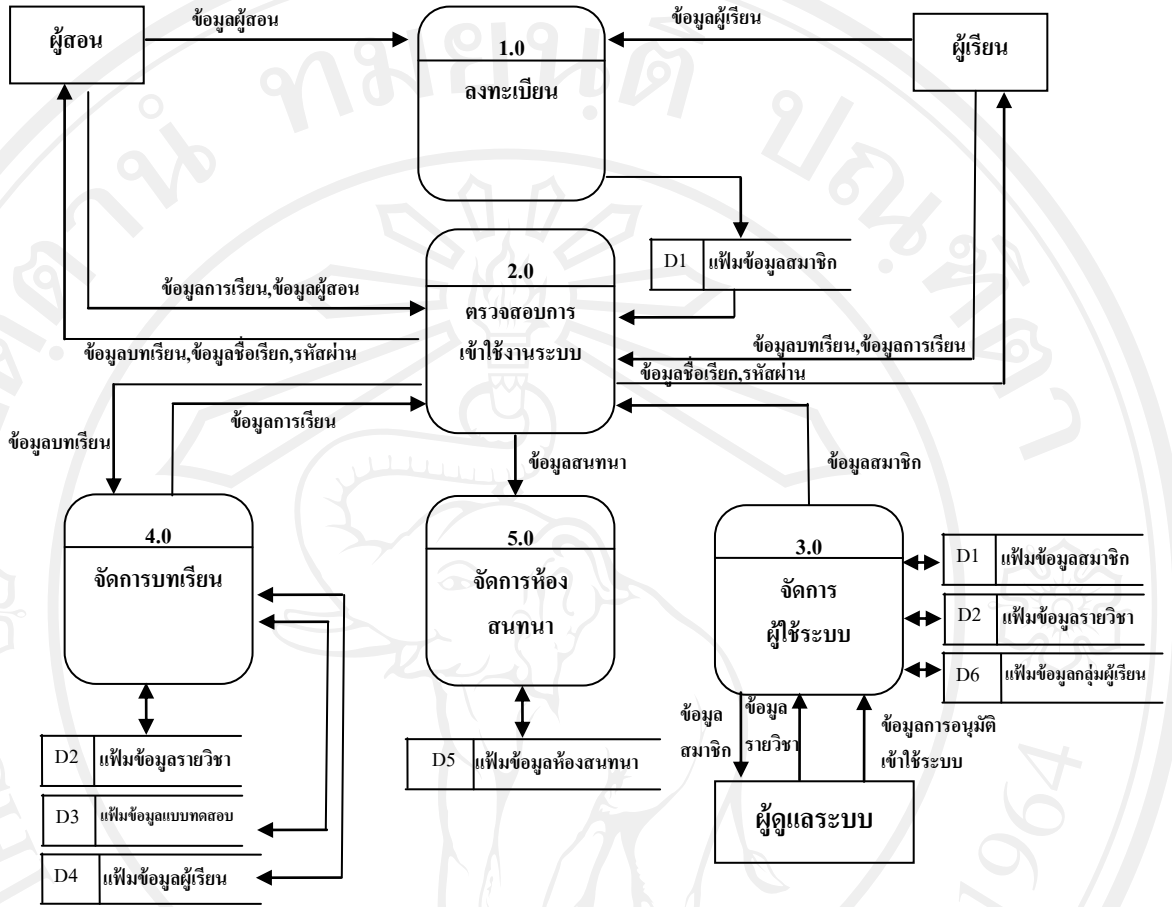 ผู้สอน
ข้อมูลผู้สอน
1.0
ลงทะเบียน
ข้อมูลผู้เรียน
ผู้เรียน
D1
แฟ้มข้อมูลสมาชิก
2.0
ตรวจสอบการ
เข้าใช้งานระบบ
ข้อมูลการเรียน,ข้อมูลผู้สอน
ข้อมูลบทเรียน,ข้อมูลชื่อเรียก,รหัสผ่าน
ข้อมูลบทเรียน,ข้อมูลการเรียน
ข้อมูลชื่อเรียก,รหัสผ่าน
ข้อมูลบทเรียน
ข้อมูลการเรียน
ข้อมูลสนทนา
ข้อมูลสมาชิก
4.0
จัดการบทเรียน
5.0
จัดการห้อง
สนทนา
3.0
จัดการ
ผู้ใช้ระบบ
D1
แฟ้มข้อมูลสมาชิก
D2
แฟ้มข้อมูลรายวิชา
D6
แฟ้มข้อมูลกลุ่มผู้เรียน
ข้อมูล
สมาชิก
ข้อมูล
รายวิชา
ข้อมูลการอนุมัติ
เข้าใช้ระบบ
D2
แฟ้มข้อมูลรายวิชา
D3
แฟ้มข้อมูลแบบทดสอบ
D4
แฟ้มข้อมูลผู้เรียน
D5
แฟ้มข้อมูลห้องสนทนา
ผู้ดูแลระบบ
1964